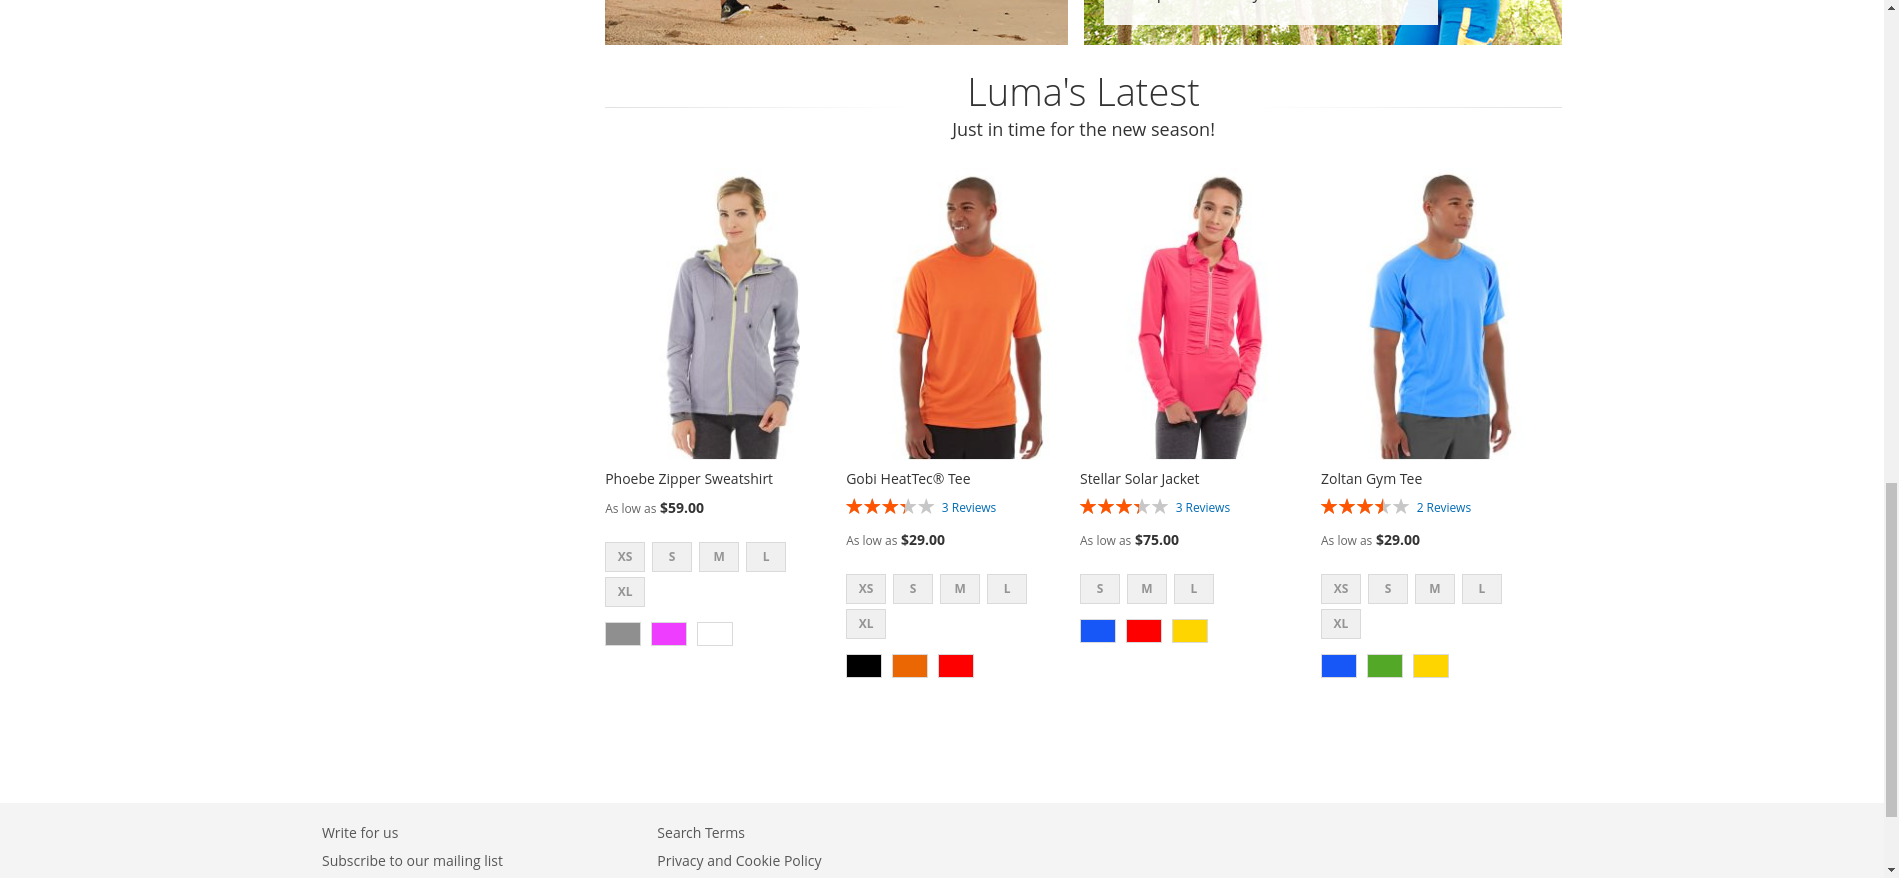 Luma's Latest
Just in time for the new season!
Phoebe Zipper Sweatshirt
As low as $59.00
XS S M L
XL
Gobi HeatTec® Tee
3 Reviews
As low as $29.00
XS S M L
XL
Stellar Solar Jacket
3 Reviews
As low as $75.00
S M L
Zoltan Gym Tee
2 Reviews
As low as $29.00
XS S M L
XL
Write for us
Subscribe to our mailing list
Search Terms
Privacy and Cookie Policy